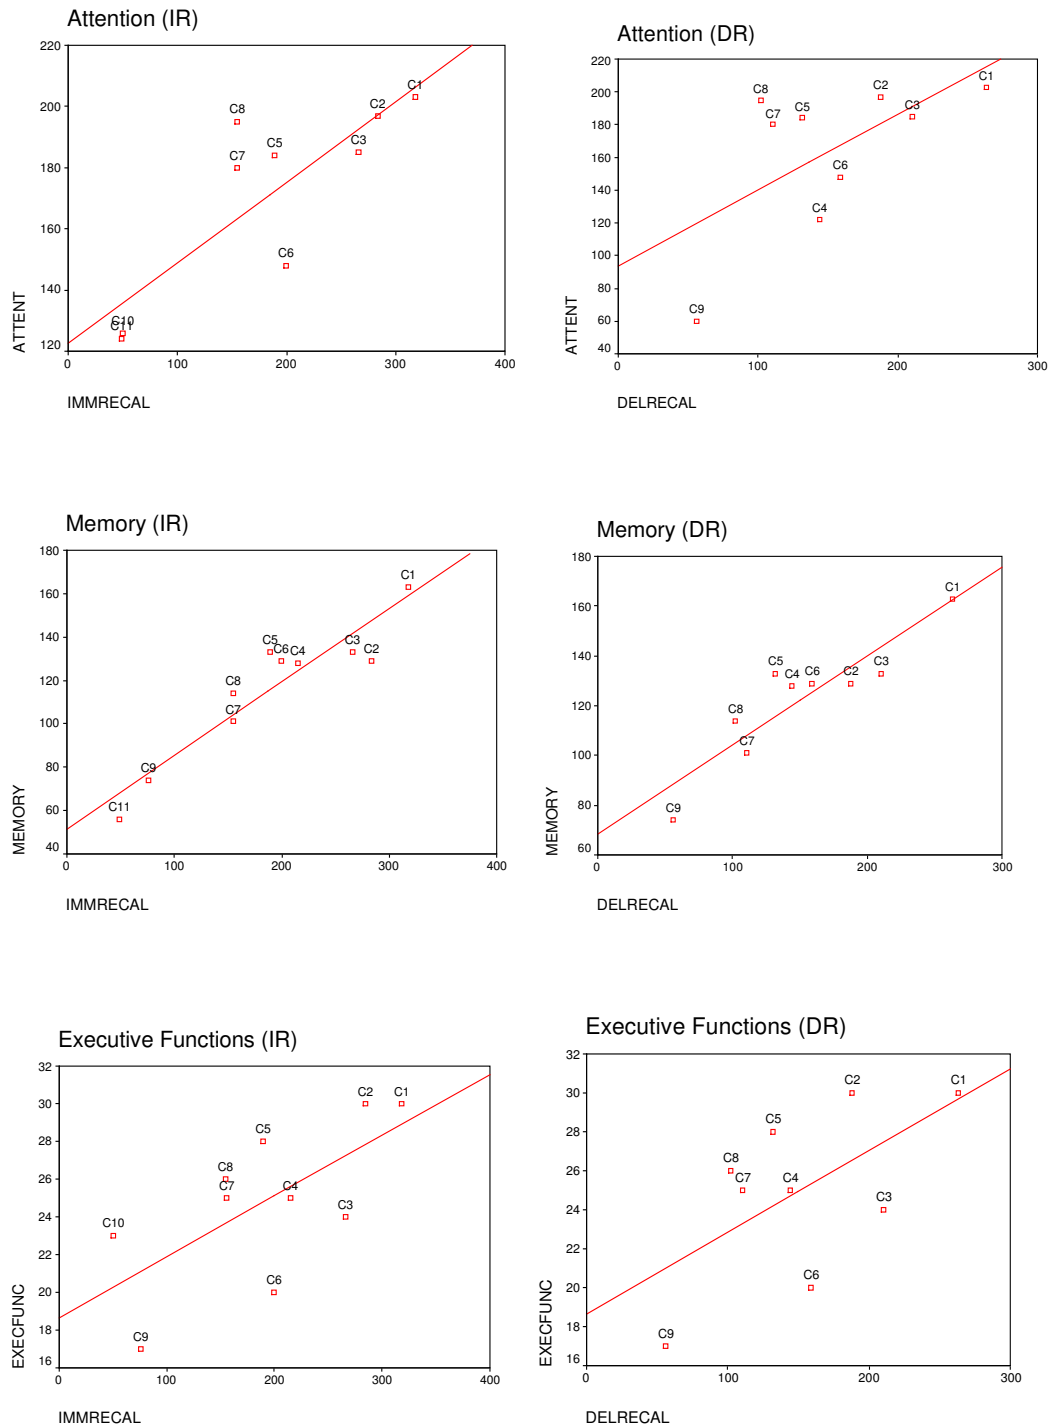 Attention (IR)
220
200
180
160
140
120
C1
C2
C8
C3
C5
C7
C6
C10
C11
0
100
200
300
400
ATTENT
IMMRECAL
Attention (DR)
220
200
180
160
140
120
100
80
60
40
C1
C8
C2
C7
C5
C3
C6
C4
C9
0
100
200
300
ATTENT
DELRECAL
Memory (IR)
180
160
140
120
100
80
60
40
C1
C5
C6
C4
C3
C2
C8
C7
C9
C11
0
100
200
300
400
MEMORY
IMMRECAL
Memory (DR)
180
160
140
120
100
80
60
C1
C5
C4
C6
C2
C3
C8
C7
C9
0
100
200
300
MEMORY
DELRECAL
Executive Functions (IR)
32
30
28
26
24
22
20
18
16
C2
C1
C5
C8
C7
C4
C3
C10
C6
C9
0
100
200
300
400
EXECFUNC
IMMRECAL
Executive Functions (DR)
32
30
28
26
24
22
20
18
16
C2
C1
C5
C8
C7
C4
C3
C6
C9
0
100
200
300
EXECFUNC
DELRECAL